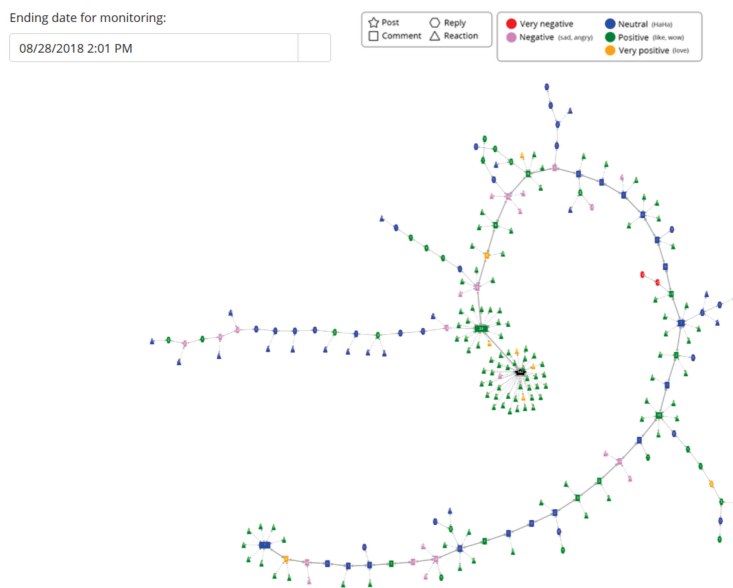 Ending date for monitoring:
08/28/2018 2:01 PM
Post
Reply
Comment
Reaction
Very negative
Negative (sad, angry)
Neutral (HaHa)
Positive (like, wow)
Very positive (love)